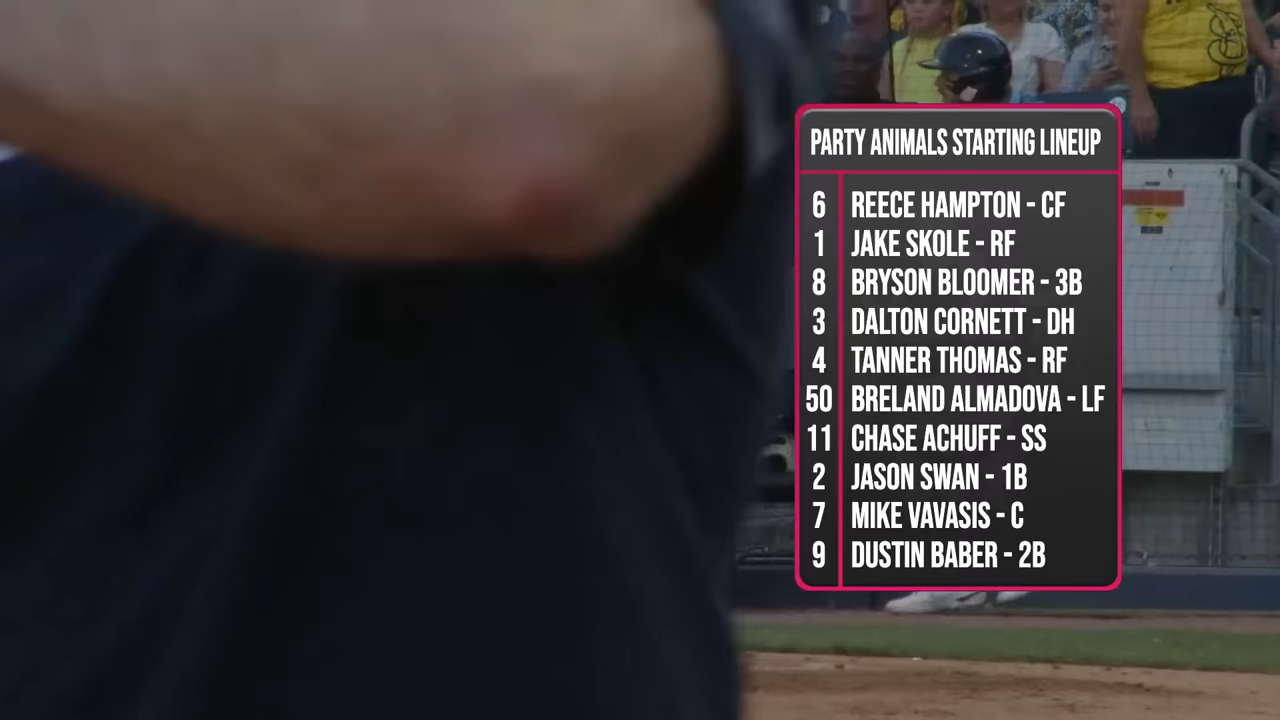 PARTY ANIMALS STARTING LINEUP
6 REECE HAMPTON - CF
1 JAKE SKOLE - RF
8 BRYSON BLOOMER - 3B
3 DALTON CORNETT - DH
4 TANNER THOMAS - RF
50 BRELAND ALMADOVA - LF
11 CHASE ACHUFF - SS
2 JASON SWAN - 1B
7 MIKE VAVASIS - C
9 DUSTIN BABER - 2B